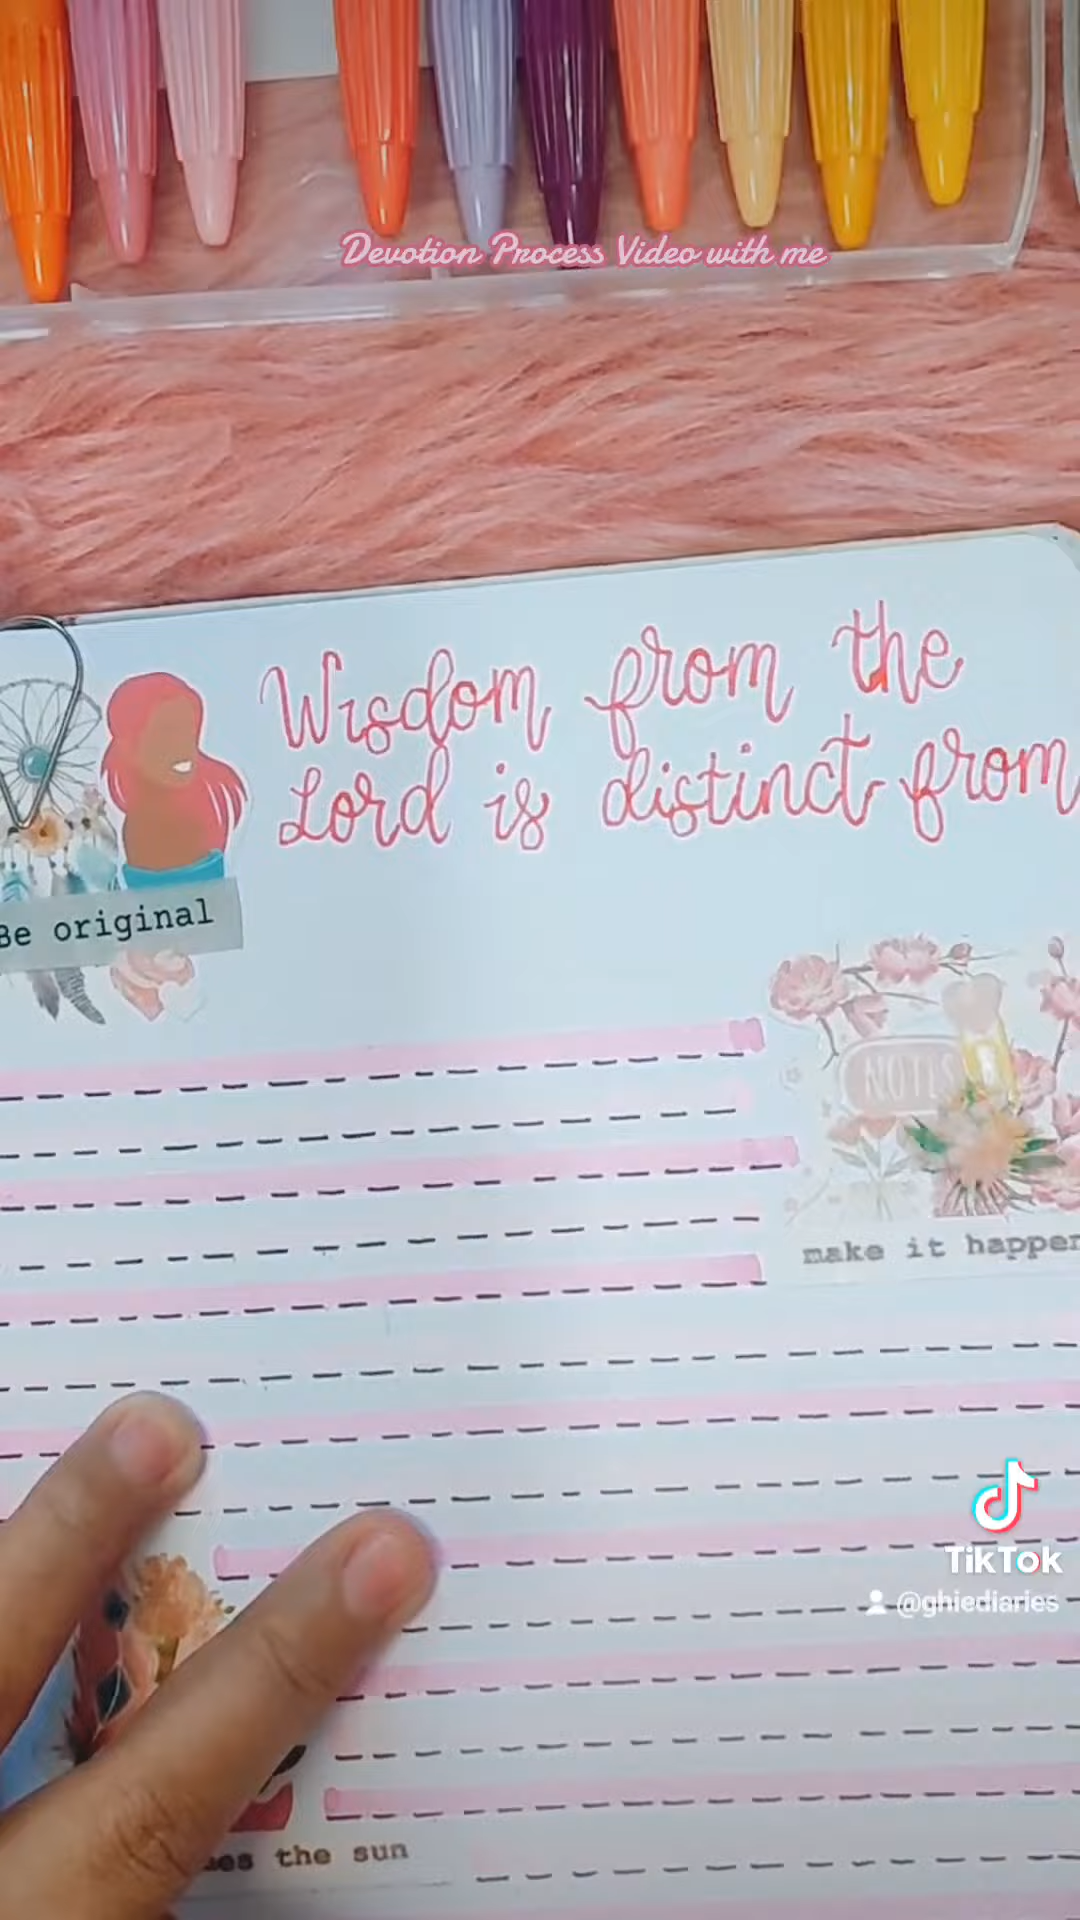 Devotion Process Video with me
Wisdom from the
Lord is distinct from
Be original
NOTES
make it happen
the sun
TikTok
@ghiediaries